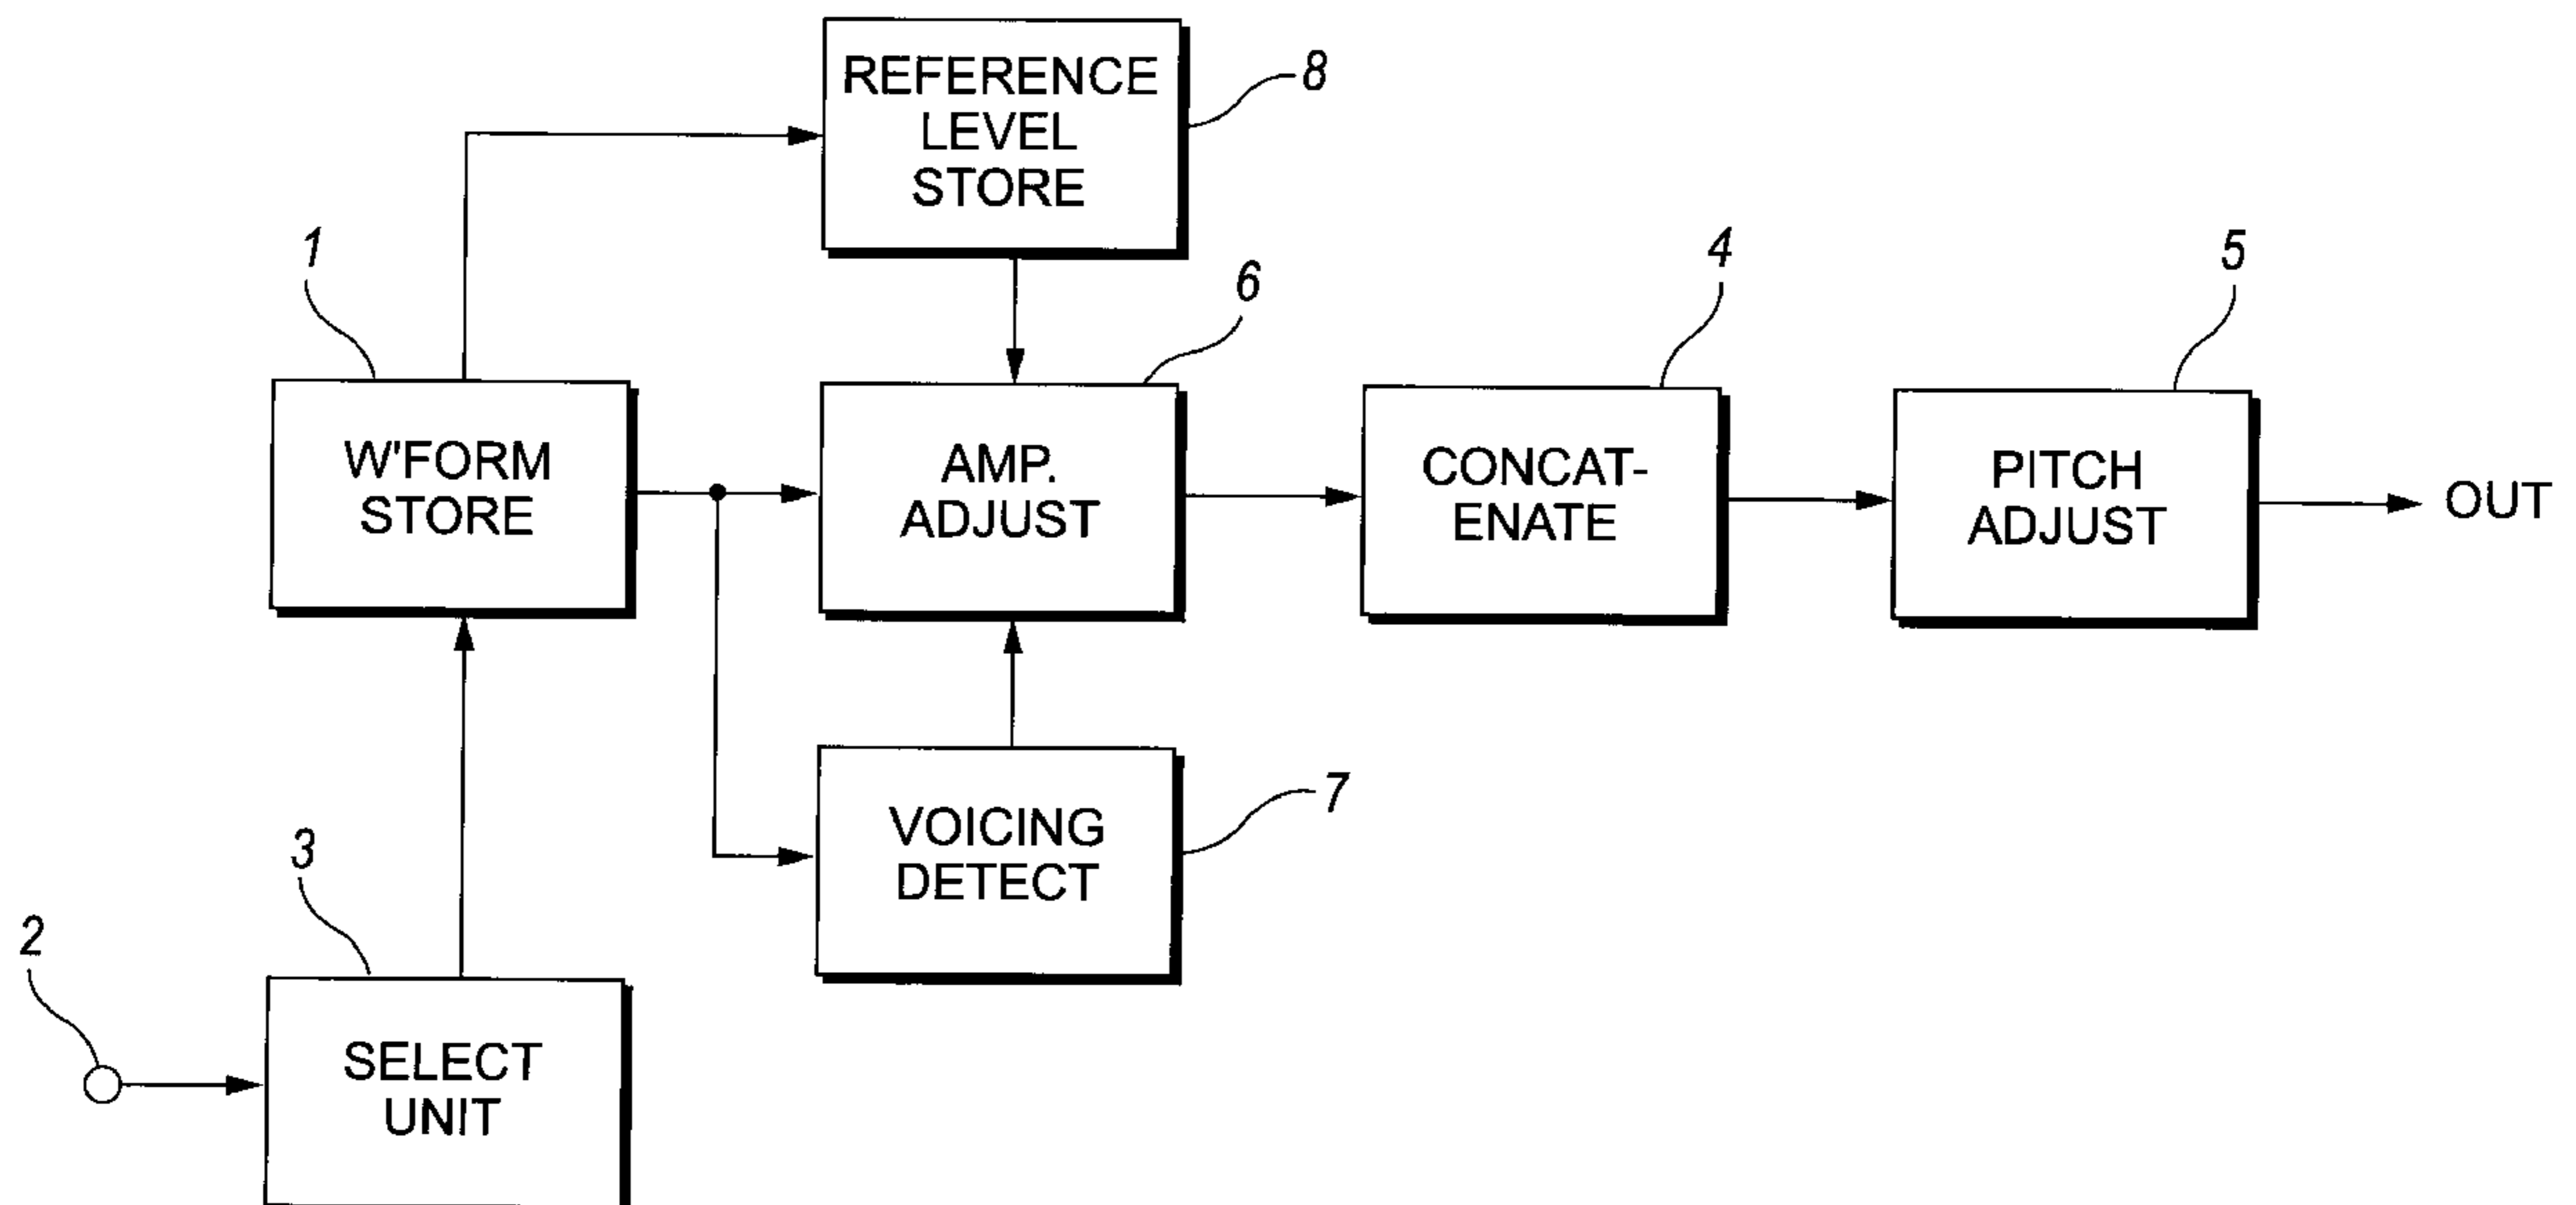 REFERENCE
LEVEL
STORE
8
1
W'FORM
STORE
6
AMP.
ADJUST
4
CONCAT-
ENATE
5
PITCH
ADJUST
OUT
VOICING
DETECT
7
3
2
SELECT
UNIT